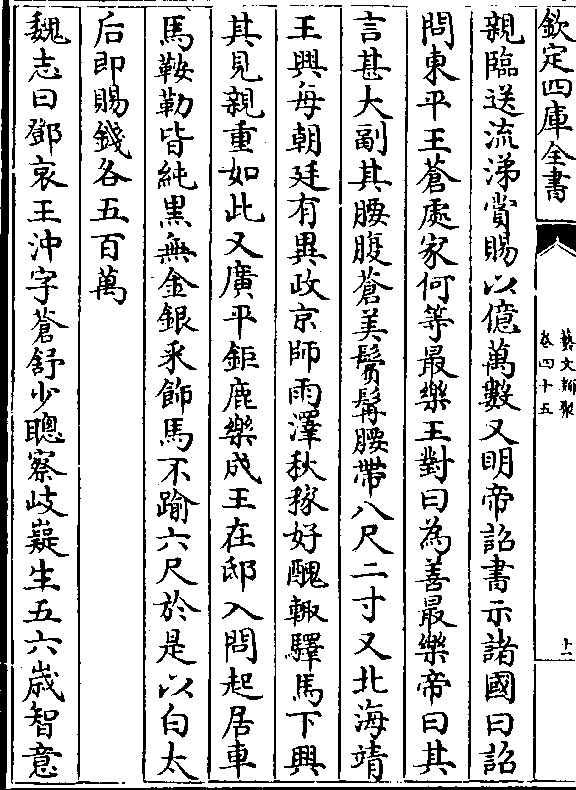 欽定四庫全書
藝文類聚
卷四十五
十二
親臨送流涕賞賜以億萬數又明帝詔書示諸國曰詔
問東平王蒼處家何等最樂王對曰為善最樂帝曰其
言甚大副其腰腹蒼美鬢髯腰帶八尺二寸又北海靖
王興每朝廷有異政京師雨澤秋稼好醜輒驛馬下興
其見親重如此又廣平鉅鹿樂成王在邸入問起居車
馬鞍勒皆純黑無金銀采飾馬不踰六尺於是以白太
后即賜錢各五百萬
魏志曰鄧哀王沖字蒼舒少聰察岐嶷生五六歲智意